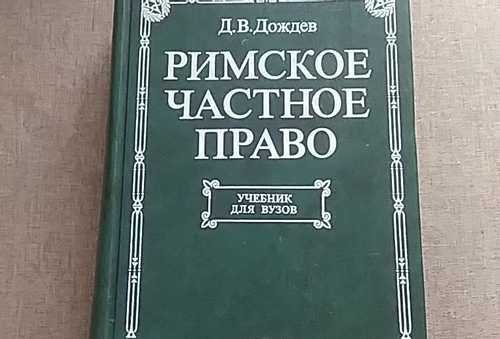 Д.В.Дождев
РИМСКОЕ
ЧАСТНОЕ
ПРАВО
УЧЕБНИК
ДЛЯ ВУЗОВ